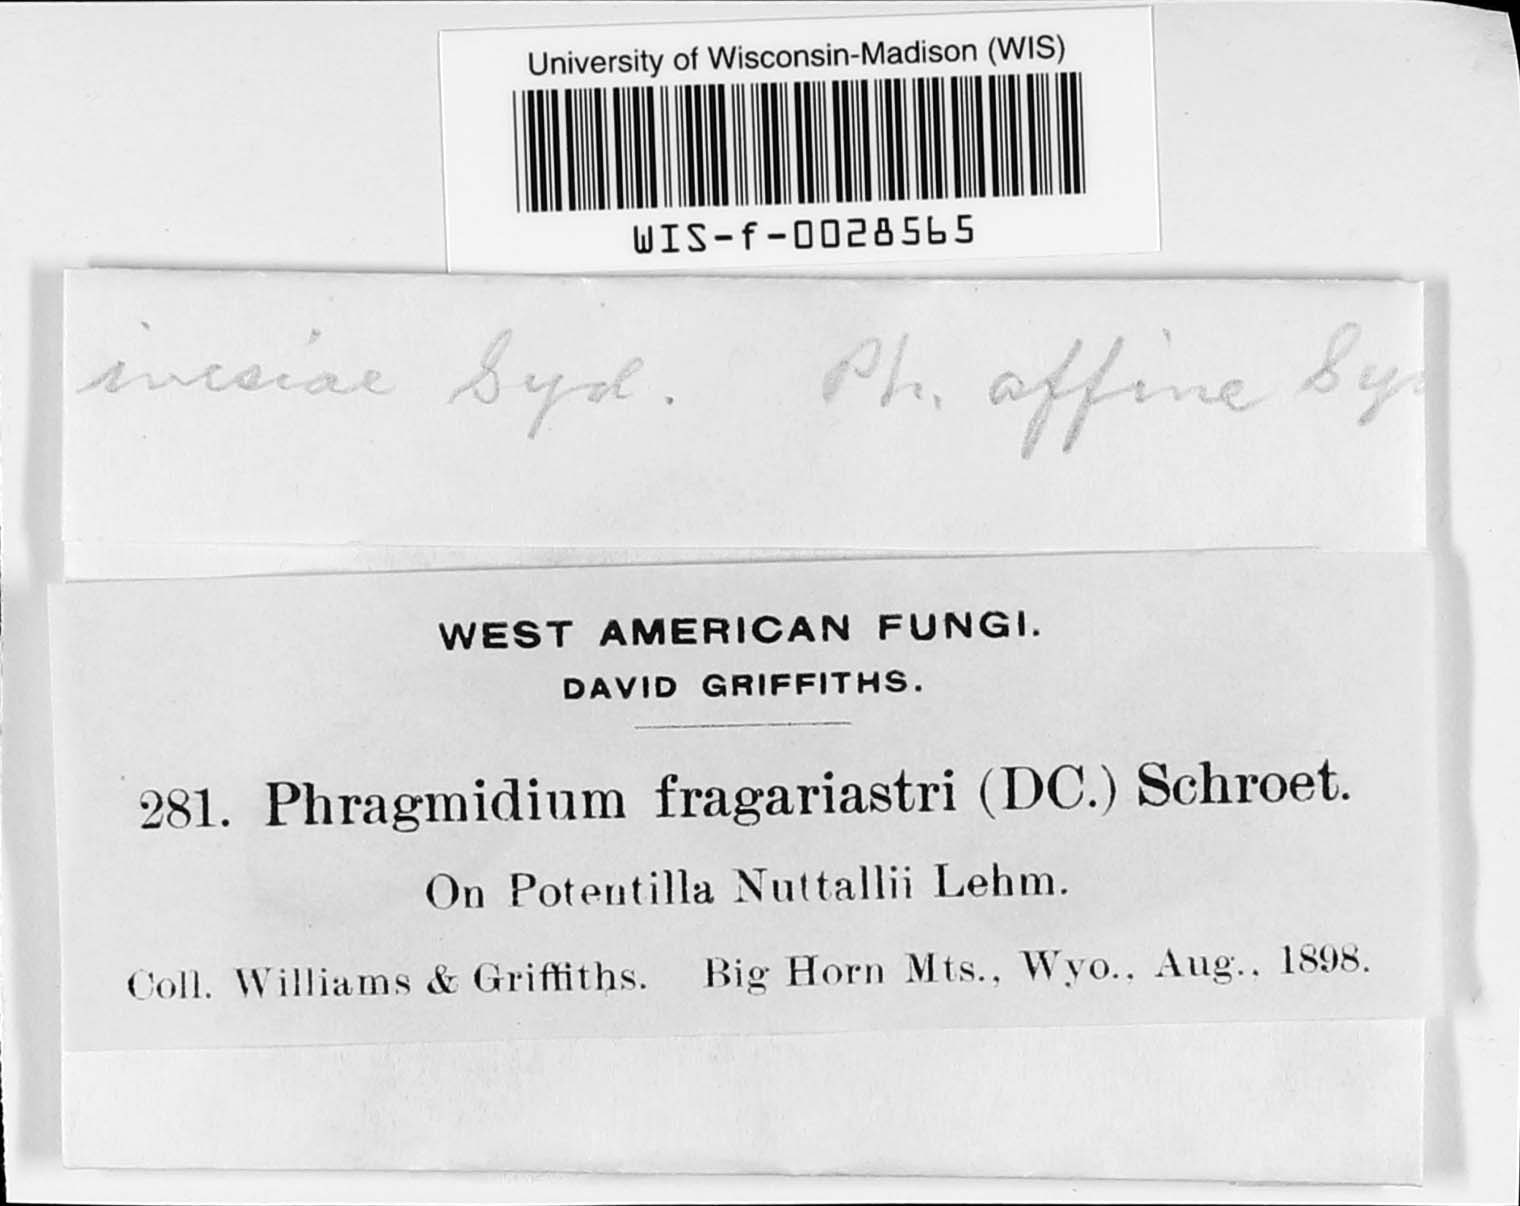 University of Wisconsin-Madison (WIS)
WIS-f-0028565
ivesiae Syd. Ph. affine Sy
WEST AMERICAN FUNGI.
DAVID GRIFFITHS.
281. Phragmidium fragariastri (DC.) Schroet.
On Potentilla Nuttallii Lehm.
Coll. Williams & Griffiths. Big Horn Mts., Wyo., Aug., 1898.